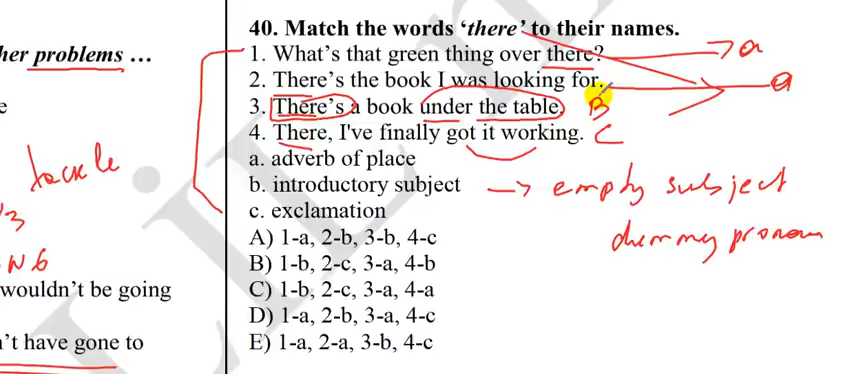 her problems …
e
tackle
N6
wouldn't be going
't have gone to
40. Match the words 'there' to their names.
1. What's that green thing over there? → a
2. There's the book I was looking for. a
3. There's a book under the table. B
4. There, I've finally got it working. C
a. adverb of place
b. introductory subject → empty subject
dummy pronoun
c. exclamation
A) 1-a, 2-b, 3-b, 4-c
B) 1-b, 2-c, 3-a, 4-b
C) 1-b, 2-c, 3-a, 4-a
D) 1-a, 2-b, 3-a, 4-c
E) 1-a, 2-a, 3-b, 4-c